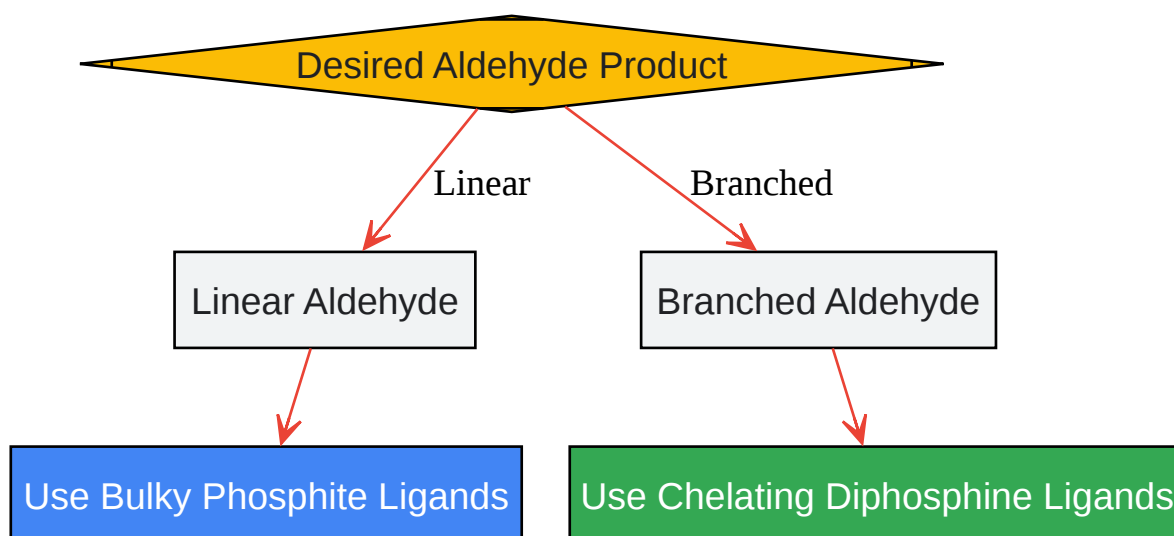 Desired Aldehyde Product
Linear
Branched
Linear Aldehyde
Branched Aldehyde
Use Bulky Phosphite Ligands
Use Chelating Diphosphine Ligands